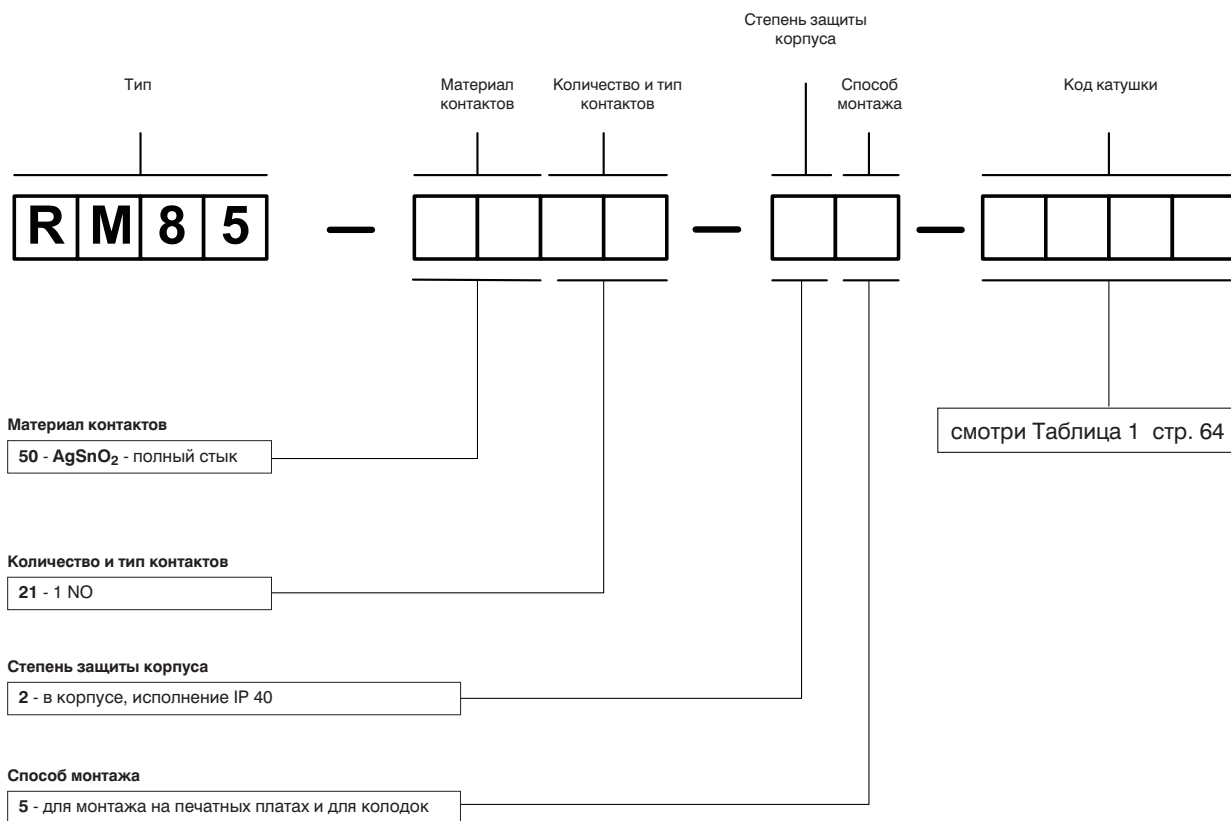 Степень защиты
корпуса
Тип
Материал
контактов
Количество и тип
контактов
Способ
монтажа
Код катушки
RM85 – –  –
Материал контактов
50 - AgSnO₂ - полный стык
смотри Таблица 1 стр. 64
Количество и тип контактов
21 - 1 NO
Степень защиты корпуса
2 - в корпусе, исполнение IP 40
Способ монтажа
5 - для монтажа на печатных платах и для колодок